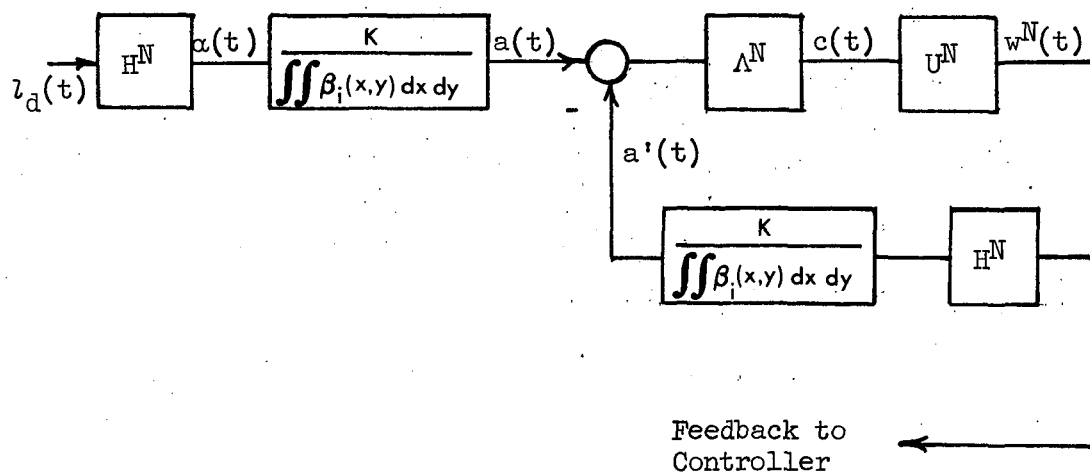 l_d(t)
H^N
α(t)
K
∬ β_i(x,y) dx dy
a(t)
-
Λ^N
c(t)
U^N
w^N(t)
a'(t)
K
∬ β_i(x,y) dx dy
H^N
Feedback to
Controller